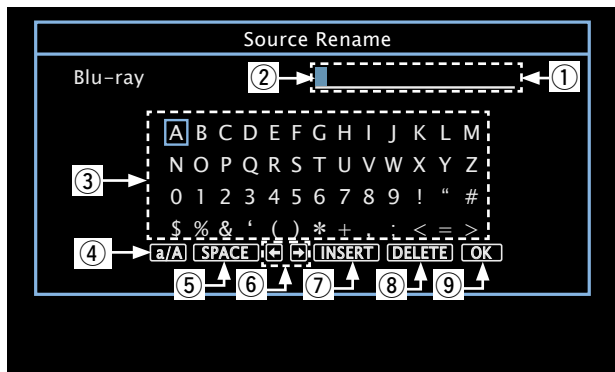 Source Rename
Blu-ray ② ①
A B C D E F G H I J K L M
③ N O P Q R S T U V W X Y Z
0 1 2 3 4 5 6 7 8 9 ! “ #
$ % & ‘ ( ) * + , : < = >
④ a/A SPACE ← → INSERT DELETE OK
⑤ ⑥ ⑦ ⑧ ⑨